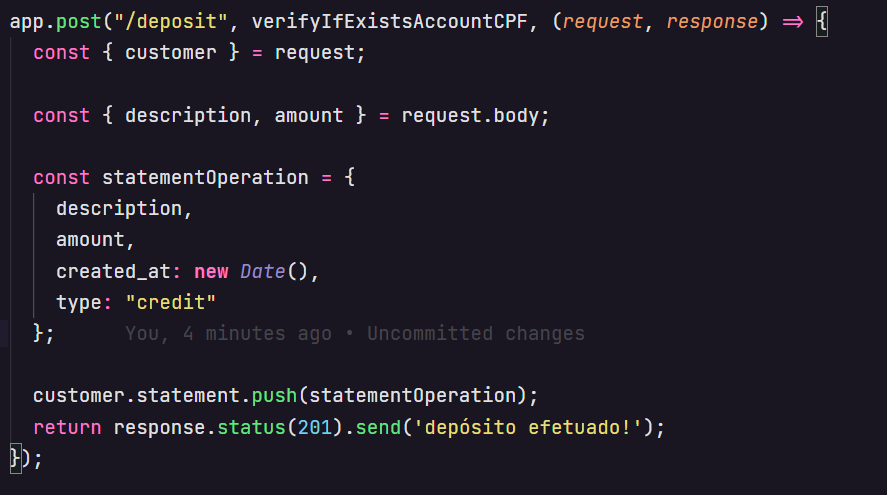 app.post("/deposit", verifyIfExistsAccountCPF, (request, response) => {
const { customer } = request;
const { description, amount } = request.body;
const statementOperation = {
description,
amount,
created_at: new Date(),
type: "credit"
};      You, 4 minutes ago • Uncommitted changes
customer.statement.push(statementOperation);
return response.status(201).send('depósito efetuado!');
});